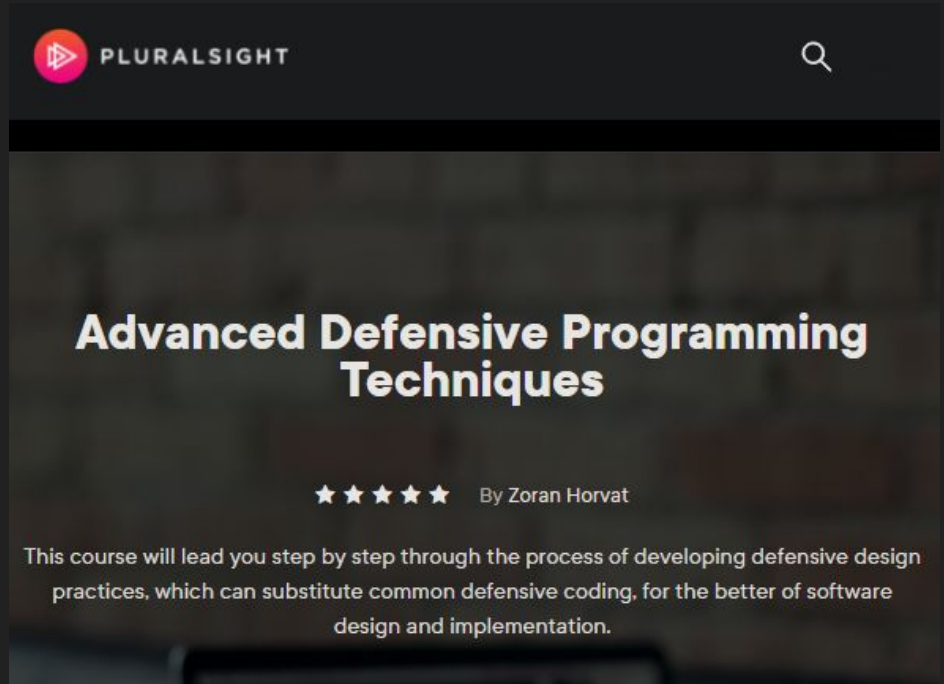 PLURALSIGHT
Advanced Defensive Programming
Techniques
By Zoran Horvat
This course will lead you step by step through the process of developing defensive design
practices, which can substitute common defensive coding, for the better of software
design and implementation.